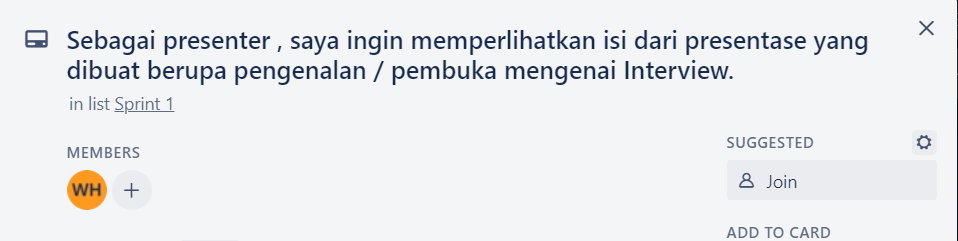 Sebagai presenter , saya ingin memperlihatkan isi dari presentase yang
dibuat berupa pengenalan / pembuka mengenai Interview.
in list Sprint 1
MEMBERS
WH
SUGGESTED
Join
ADD TO CARD